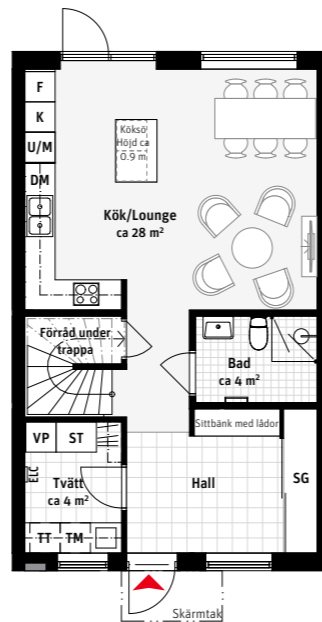 F
K
U/M
DM
Köksö
Höjd ca
0.9 m
Kök/Lounge
ca 28 m²
Förråd under
trappa
Bad
ca 4 m²
Sittbänk med lådor
VP
ST
ELC
Tvätt
ca 4 m²
Hall
SG
TT
TM
Skärmtak